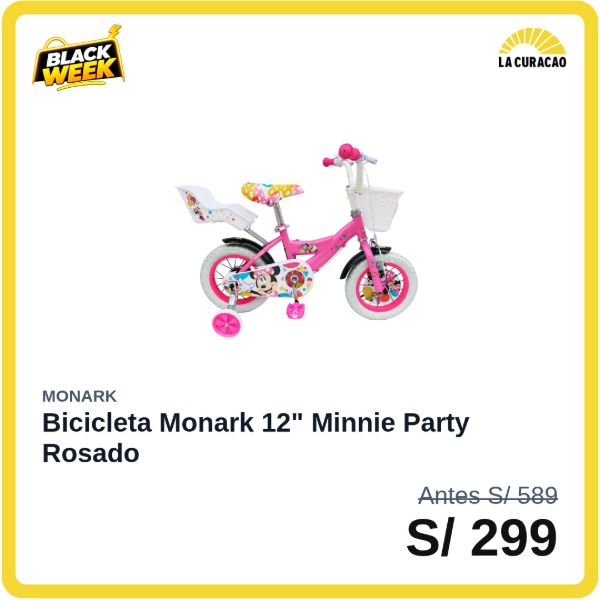 BLACK
WEEK
LA CURACAO
MONARK
Bicicleta Monark 12" Minnie Party
Rosado
Antes S/ 589
S/ 299